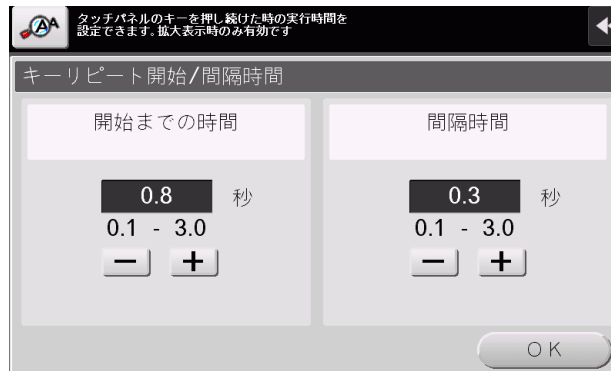 タッチパネルのキーを押し続けた時の実行時間を
設定できます。拡大表示時のみ有効です
キーリピート開始/間隔時間
開始までの時間
間隔時間
0.8 秒
0.3 秒
0.1 - 3.0
0.1 - 3.0
− +
− +
OK